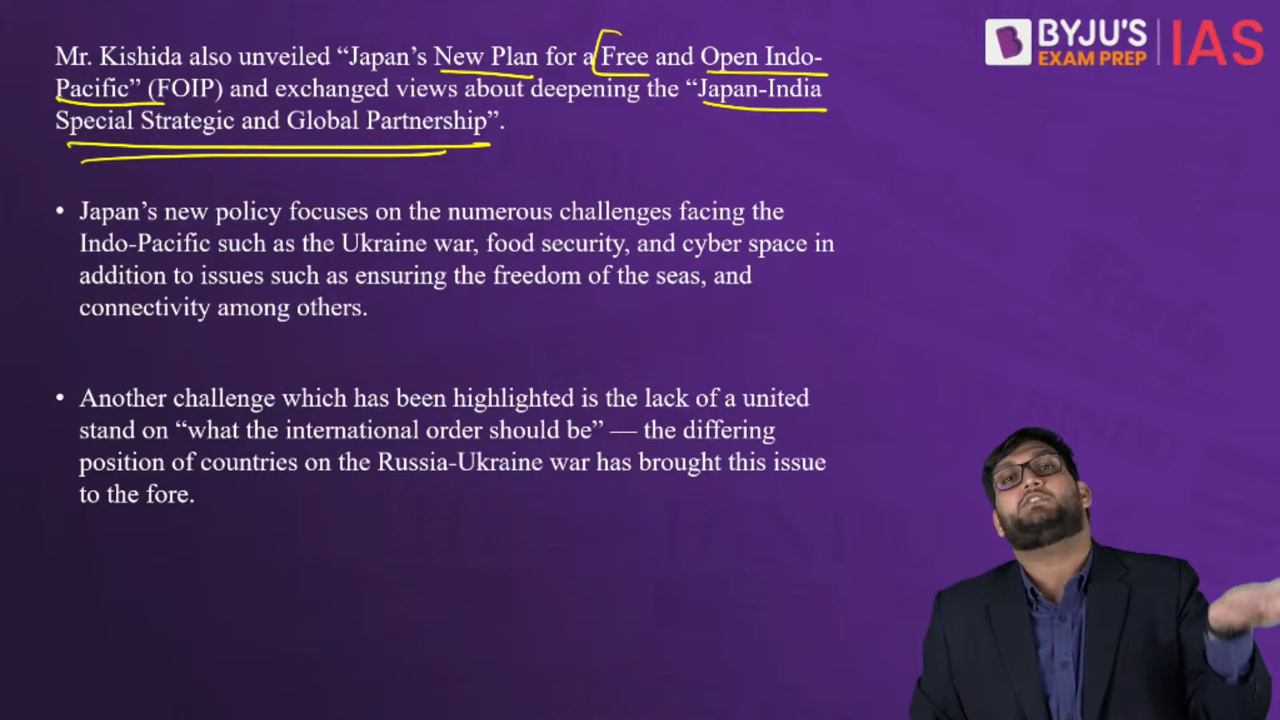 Mr. Kishida also unveiled “Japan’s New Plan for a Free and Open Indo-
Pacific” (FOIP) and exchanged views about deepening the “Japan-India
Special Strategic and Global Partnership”.
• Japan’s new policy focuses on the numerous challenges facing the
Indo-Pacific such as the Ukraine war, food security, and cyber space in
addition to issues such as ensuring the freedom of the seas, and
connectivity among others.
• Another challenge which has been highlighted is the lack of a united
stand on “what the international order should be” — the differing
position of countries on the Russia-Ukraine war has brought this issue
to the fore.
BYJU'S
EXAM PREP
IAS